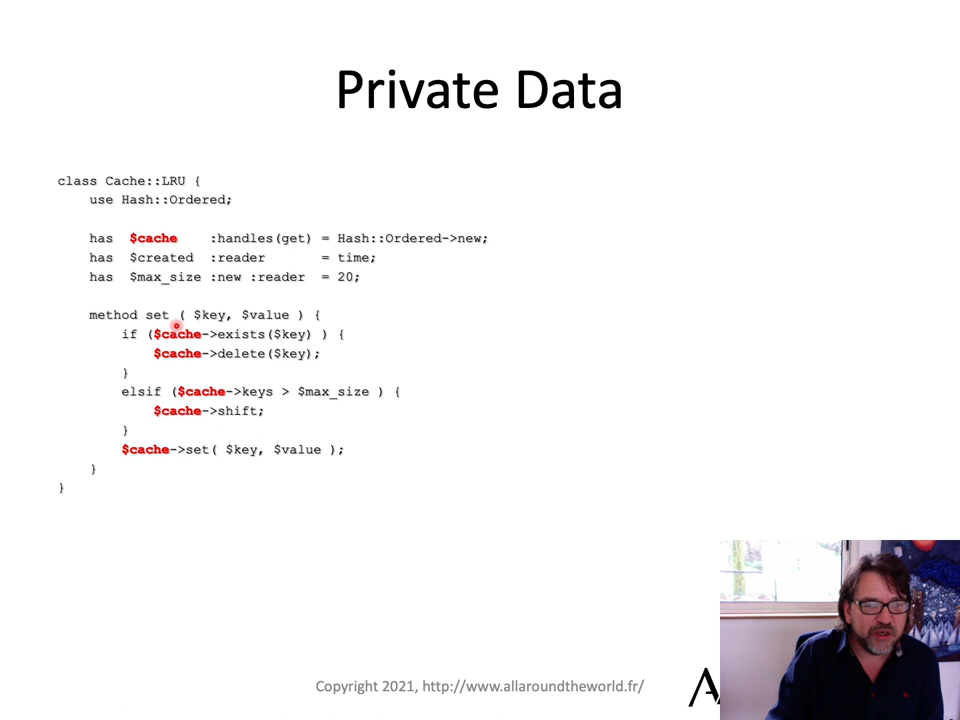 Private Data
class Cache::LRU {
    use Hash::Ordered;
    has  $cache    :handles(get) = Hash::Ordered->new;
    has  $created  :reader       = time;
    has  $max_size :new :reader  = 20;
    method set ( $key, $value ) {
        if ($cache->exists($key) ) {
            $cache->delete($key);
        }
        elsif ($cache->keys > $max_size ) {
            $cache->shift;
        }
        $cache->set( $key, $value );
    }
}
Copyright 2021, http://www.allaroundtheworld.fr/